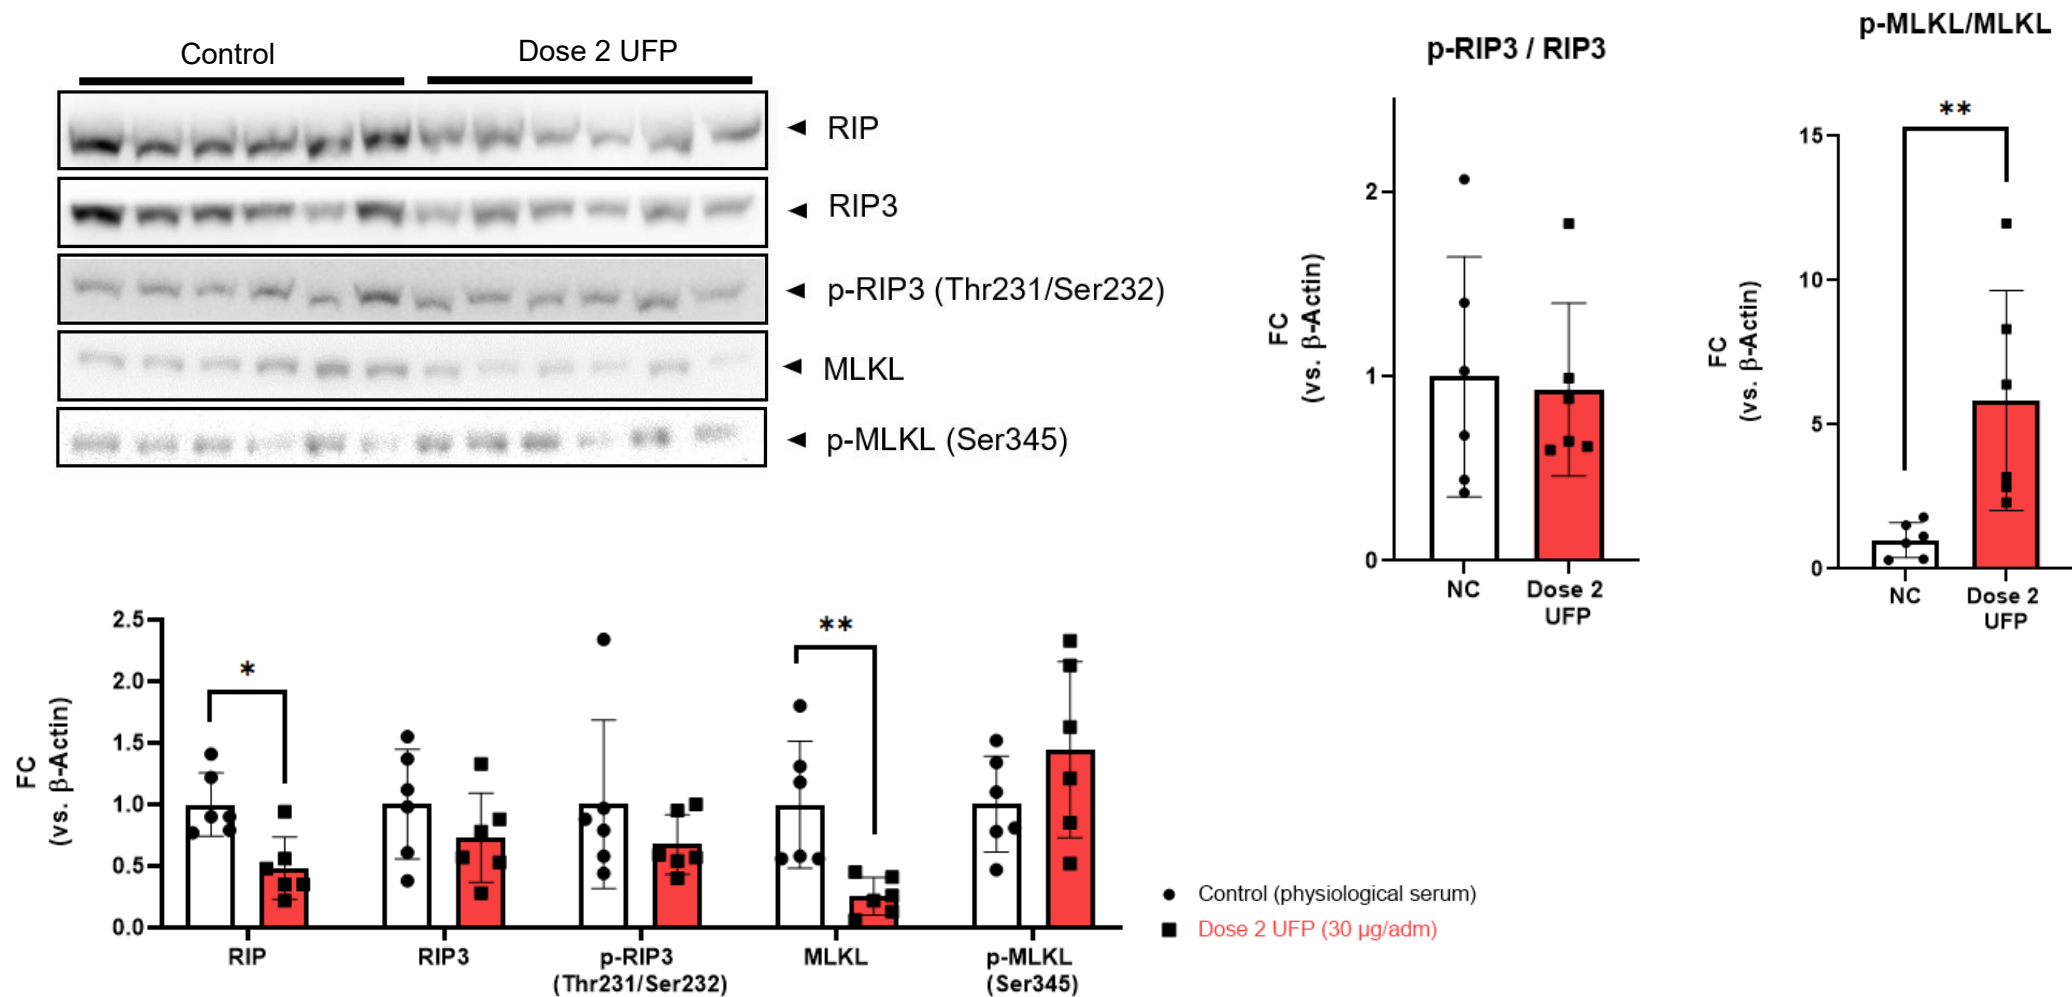 Control
Dose 2 UFP
RIP
RIP3
p-RIP3 (Thr231/Ser232)
MLKL
p-MLKL (Ser345)
p-RIP3 / RIP3
FC
(vs. β-Actin)
2
1
0
NC
Dose 2
UFP
p-MLKL/MLKL
**
FC
(vs. β-Actin)
15
10
5
0
NC
Dose 2
UFP
FC
(vs. β-Actin)
2.5
2.0
1.5
1.0
0.5
0.0
*
**
RIP
RIP3
p-RIP3
(Thr231/Ser232)
MLKL
p-MLKL
(Ser345)
Control (physiological serum)
Dose 2 UFP (30 µg/adm)